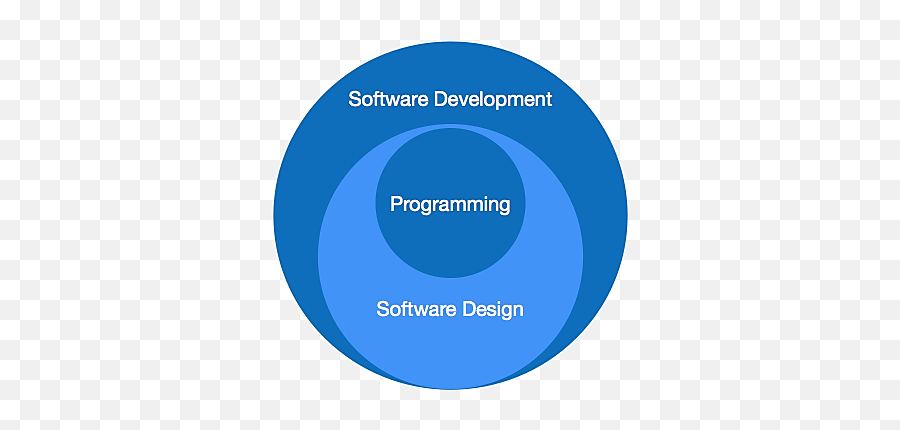 Software Development
Programming
Software Design